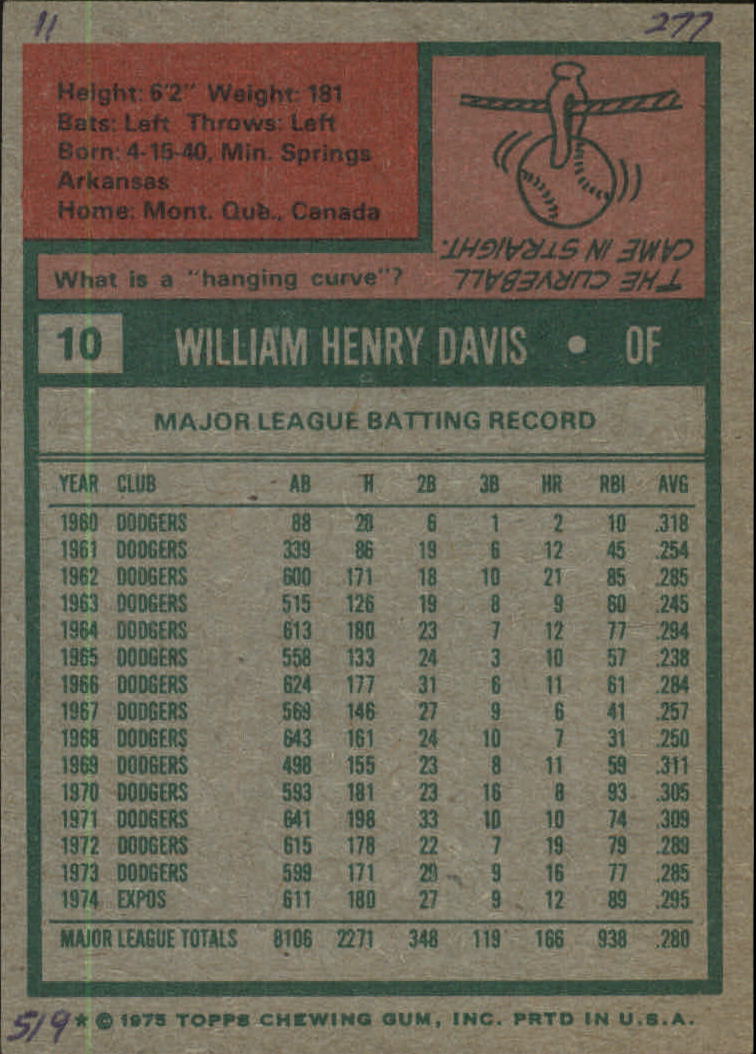 11 277
Height: 6'2" Weight: 181
Bats: Left Throws: Left
Born: 4-15-40, Min. Springs
Arkansas
Home: Mont. Qub., Canada
What is a "hanging curve"?
THE CURVEBALL
CAME IN STRAIGHT.
10 WILLIAM HENRY DAVIS • OF
MAJOR LEAGUE BATTING RECORD
YEAR CLUB AB H 2B 3B HR RBI AVG
1960 DODGERS 88 28 6 1 2 10 .318
1961 DODGERS 339 86 19 6 12 45 .254
1962 DODGERS 600 171 18 10 21 85 .285
1963 DODGERS 515 126 19 8 9 60 .245
1964 DODGERS 613 180 23 7 12 77 .294
1965 DODGERS 558 133 24 3 10 57 .238
1966 DODGERS 624 177 31 6 11 61 .284
1967 DODGERS 569 146 27 9 6 41 .257
1968 DODGERS 643 161 24 10 7 31 .250
1969 DODGERS 498 155 23 8 11 59 .311
1970 DODGERS 593 181 23 16 8 93 .305
1971 DODGERS 641 198 33 10 10 74 .309
1972 DODGERS 615 178 22 7 19 79 .289
1973 DODGERS 599 171 29 9 16 77 .285
1974 EXPOS 611 180 27 9 12 89 .295
MAJOR LEAGUE TOTALS 8106 2271 348 119 166 938 .280
519 * © 1975 TOPPS CHEWING GUM, INC. PRTD IN U.S.A.